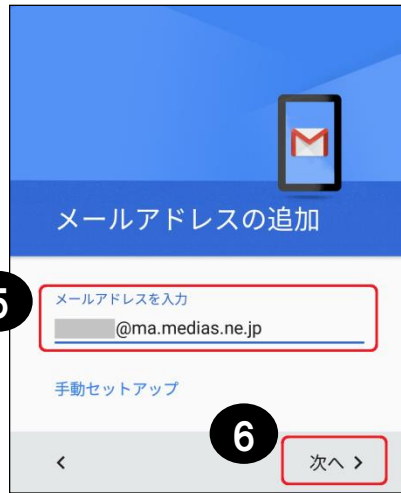 メールアドレスの追加
5
メールアドレスを入力
@ma.medias.ne.jp
手動セットアップ
6
< 次へ >